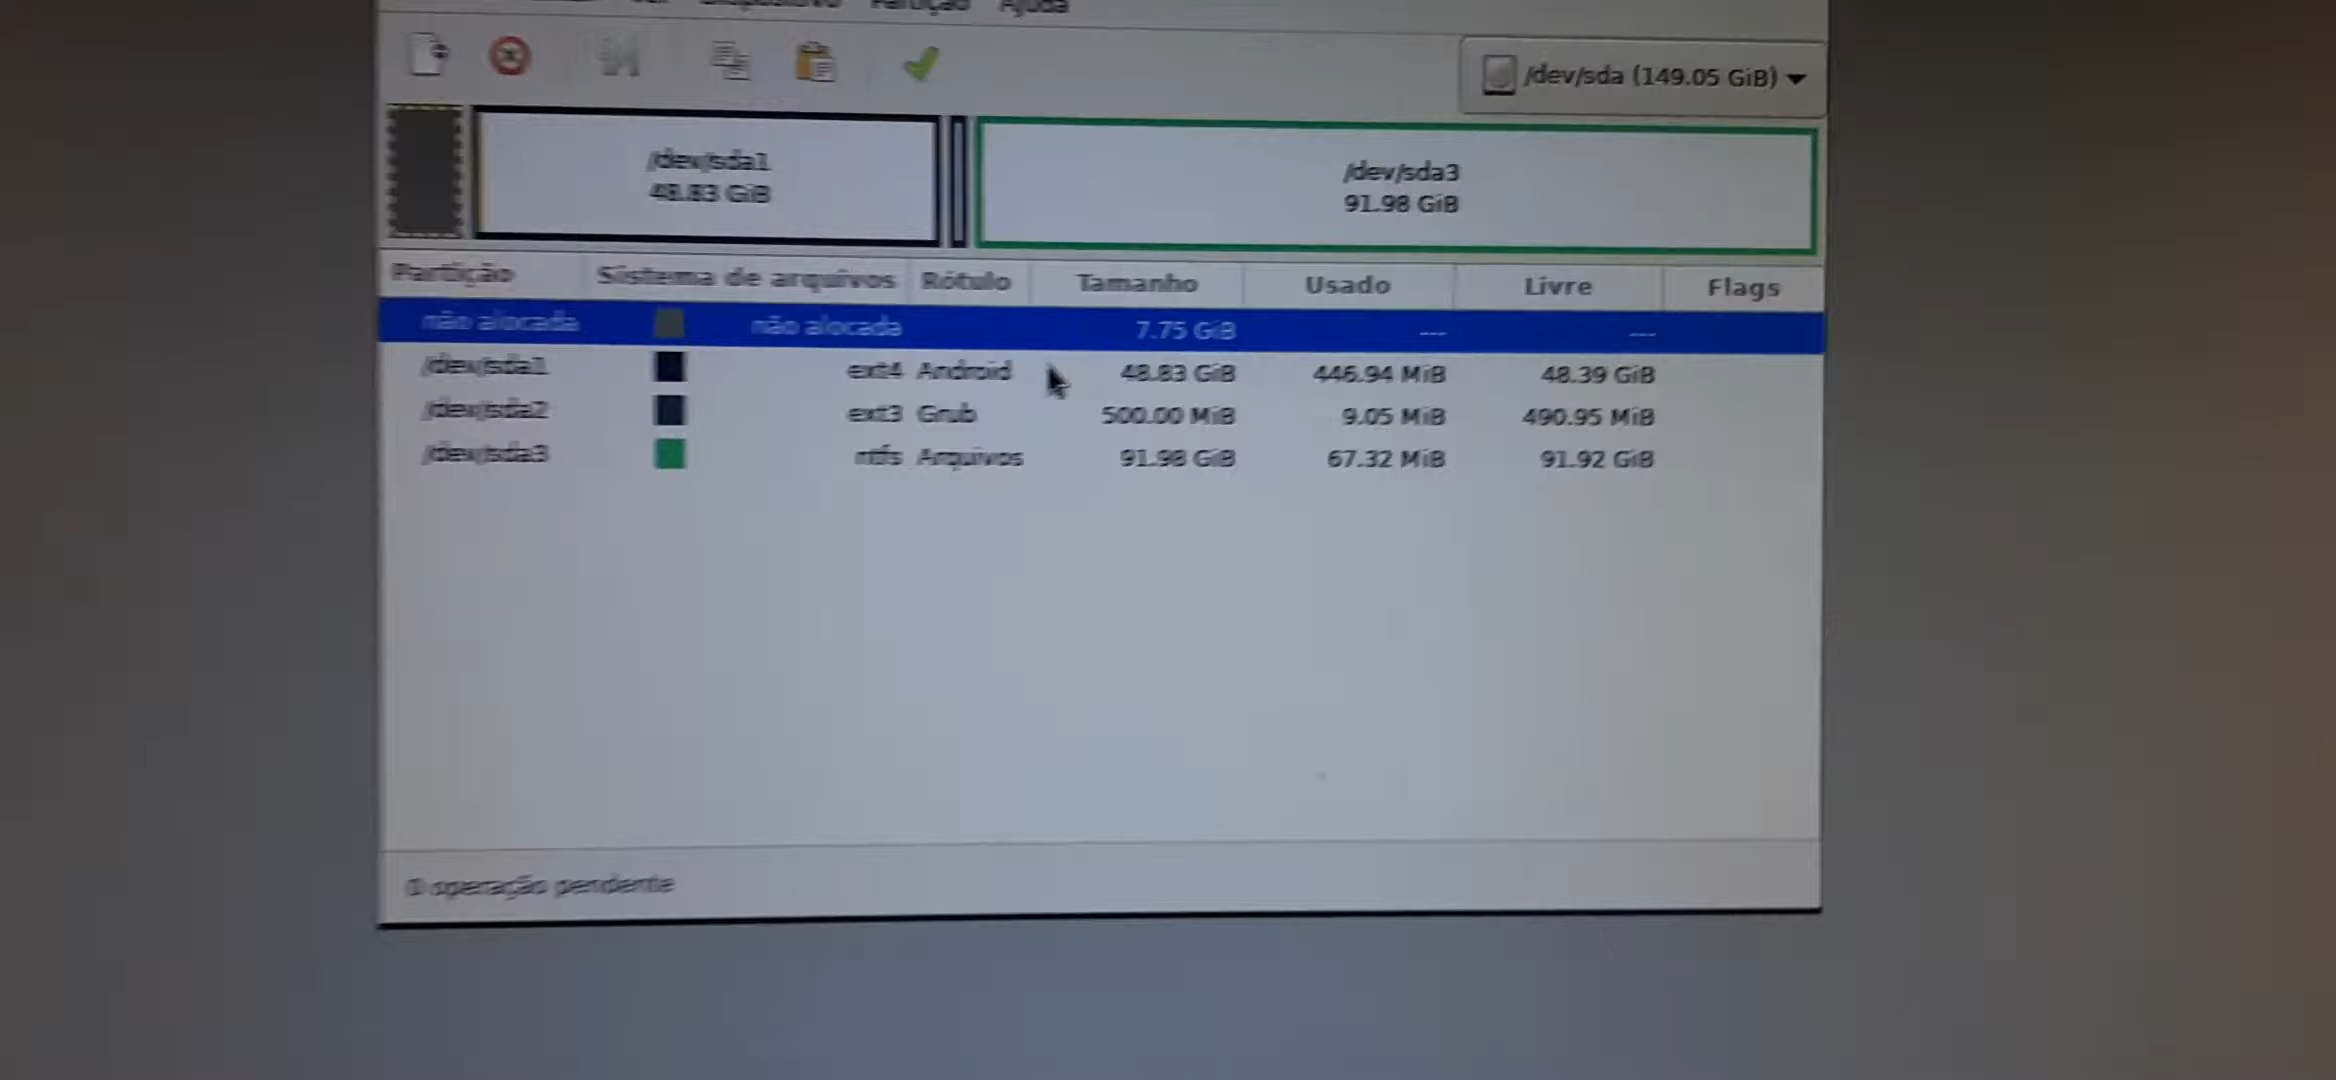 Partição Ajuda
/dev/sda (149.05 GiB)
/dev/sda1
48.83 GiB
/dev/sda3
91.98 GiB
Partição Sistema de arquivos Rótulo Tamanho Usado Livre Flags
não alocada não alocada 7.75 GiB --- ---
/dev/sda1 ext4 Android 48.83 GiB 446.94 MiB 48.39 GiB
/dev/sda2 ext3 Grub 500.00 MiB 9.05 MiB 490.95 MiB
/dev/sda3 ntfs Arquivos 91.98 GiB 67.32 MiB 91.92 GiB
0 operação pendente